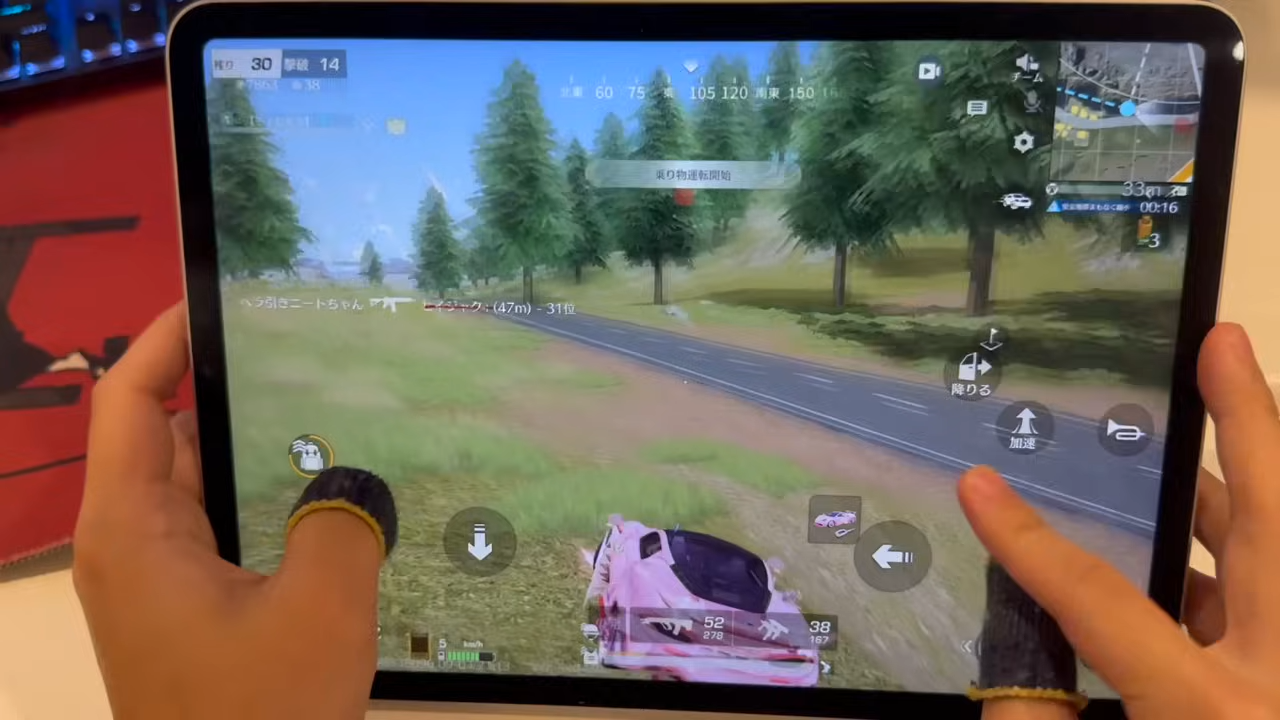 残り 30 撃破 14
北東 60 75 東 105 120 南東 150
チーム
乗り物運転開始
33m
00:16
3
ヘラ引きニートちゃん レイジャク:(47m) - 31位
降りる
加速
52
278
38
167
5 km/h